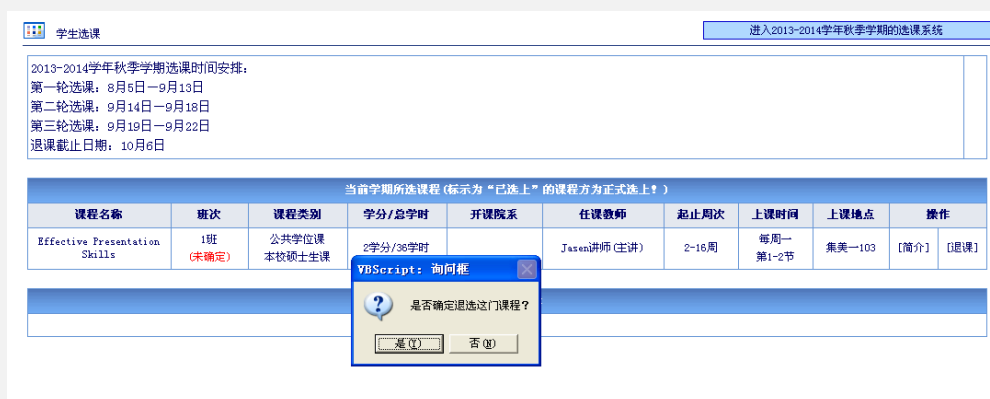 学生选课
进入2013-2014学年秋季学期的选课系统
2013-2014学年秋季学期选课时间安排：
第一轮选课：8月5日—9月13日
第二轮选课：9月14日—9月18日
第三轮选课：9月19日—9月22日
退课截止日期：10月6日
当前学期所选课程(标示为“已选上”的课程方为正式选上！)
课程名称 班次 课程类别 学分/总学时 开课院系 任课教师 起止周次 上课时间 上课地点 操作
Effective Presentation Skills 1班 (未确定) 公共学位课 本校硕士生课 2学分/36学时 Jasen讲师(主讲) 2-16周 每周一 第1-2节 集美一103 [简介] [退课]
VBScript: 询问框
是否确定退选这门课程?
是(Y) 否(N)